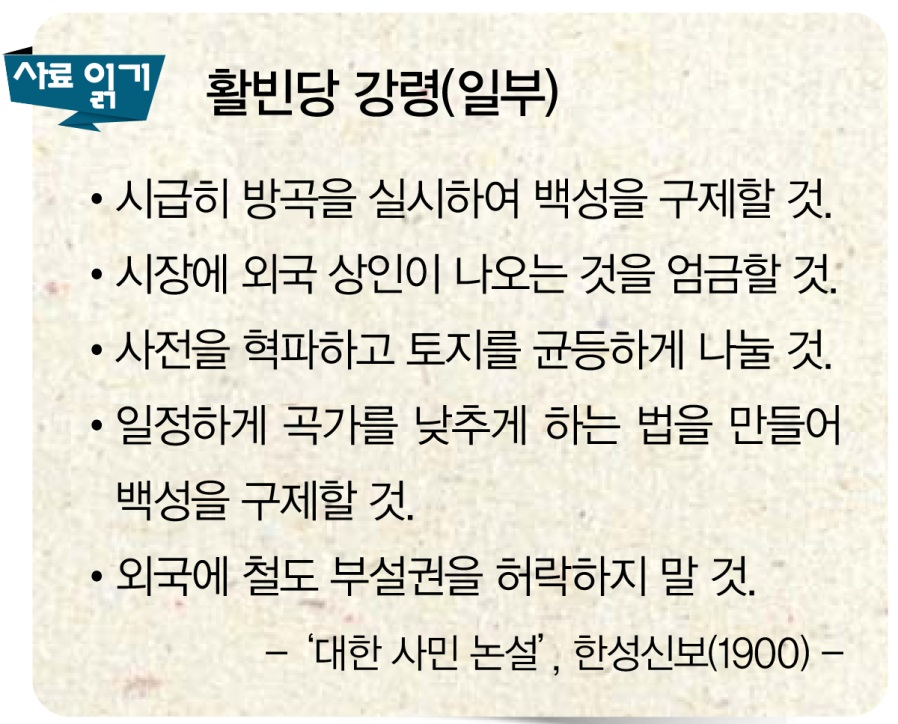 사료 읽기
활빈당 강령(일부)
• 시급히 방곡을 실시하여 백성을 구제할 것.
• 시장에 외국 상인이 나오는 것을 엄금할 것.
• 사전을 혁파하고 토지를 균등하게 나눌 것.
• 일정하게 곡가를 낮추게 하는 법을 만들어
백성을 구제할 것.
• 외국에 철도 부설권을 허락하지 말 것.
– ‘대한 사민 논설’, 한성신보(1900) –